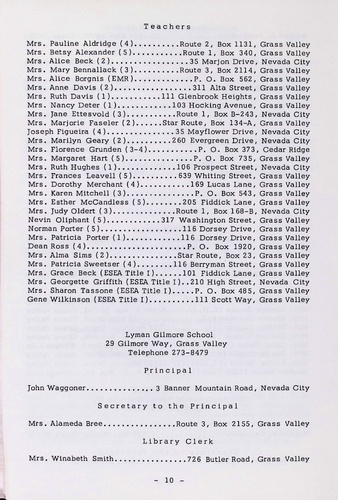 Teachers
Mrs. Pauline Aldridge (4)..........Route 2, Box 1131, Grass Valley
Mrs. Betsy Alexander (5)...........Route 1, Box 340, Grass Valley
Mrs. Alice Beck (2)................35 Marjon Drive, Nevada City
Mrs. Mary Bennallack (3)..........Route 3, Box 2114, Grass Valley
Mrs. Alice Borgnis (EMR)............P. O. Box 562, Grass Valley
Mrs. Anne Davis (2)................311 Alta Street, Grass Valley
Mrs. Ruth Davis (1)..........111 Glenbrook Heights, Grass Valley
Mrs. Nancy Deter (1)..........103 Hocking Avenue, Grass Valley
Mrs. Jane Ettesvold (3)..........Route 1, Box B-243, Nevada City
Mrs. Marjorie Faseler (2).......Star Route, Box 134-A, Grass Valley
Joseph Figueira (4)..............35 Mayflower Drive, Nevada City
Mrs. Marilyn Geary (2)..........260 Evergreen Drive, Nevada City
Mrs. Florence Grunden (3-4)..........P. O. Box 373, Cedar Ridge
Mrs. Margaret Hart (5)..............P. O. Box 735, Grass Valley
Mrs. Ruth Hughes (1)............106 Prospect Street, Nevada City
Mrs. Frances Leavell (5).........639 Whiting Street, Grass Valley
Mrs. Dorothy Merchant (4)...........169 Lucas Lane, Grass Valley
Mrs. Karen Mitchell (3)..............P. O. Box 543, Grass Valley
Mrs. Esther McCandless (5).......205 Fiddick Lane, Grass Valley
Mrs. Judy Oldert (3).............Route 1, Box 168-B, Nevada City
Nevin Oliphant (5)..........317 Washington Street, Grass Valley
Norman Porter (5)................116 Dorsey Drive, Grass Valley
Mrs. Patricia Porter (1)............116 Dorsey Drive, Grass Valley
Dean Ross (4)....................P. O. Box 1920, Grass Valley
Mrs. Alma Sims (2)..............Star Route, Box 23, Grass Valley
Mrs. Patricia Sweetser (4).......116 Berryman Street, Grass Valley
Mrs. Grace Beck (ESEA Title I).....101 Fiddick Lane, Grass Valley
Mrs. Georgette Griffith (ESEA Title I)..210 High Street, Nevada City
Mrs. Sharon Tassone (ESEA Title I).....P. O. Box 485, Grass Valley
Gene Wilkinson (ESEA Title I)..........111 Scott Way, Grass Valley
Lyman Gilmore School
29 Gilmore Way, Grass Valley
Telephone 273-8479
Principal
John Waggoner...............3 Banner Mountain Road, Nevada City
Secretary to the Principal
Mrs. Alameda Bree................Route 3, Box 2155, Grass Valley
Library Clerk
Mrs. Winabeth Smith...............726 Butler Road, Grass Valley
- 10 -